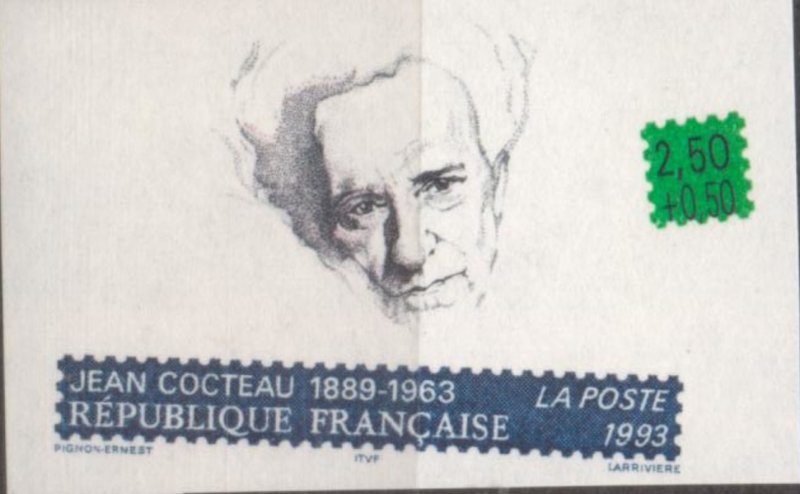 2,50
+0,50
JEAN COCTEAU 1889-1963
LA POSTE
RÉPUBLIQUE FRANÇAISE
1993
PIGNON-ERNEST
ITVF
LARRIVIERE